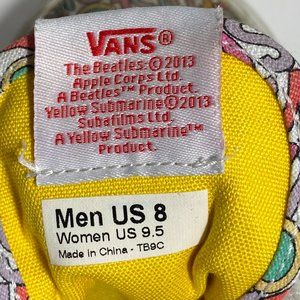 VANS®
The Beatles ©2013
Apple Corps Ltd.
A Beatles™ Product.
Yellow Submarine©2013
Subafilms Ltd.
A Yellow Submarine™
Product.
Men US 8
Women US 9.5
Made in China - TB9C